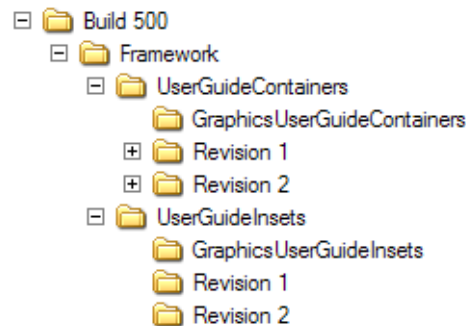 Build 500
Framework
UserGuideContainers
GraphicsUserGuideContainers
Revision 1
Revision 2
UserGuideInsets
GraphicsUserGuideInsets
Revision 1
Revision 2